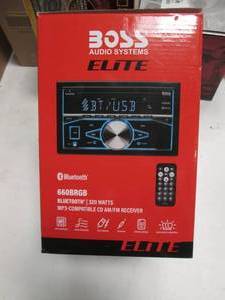 BOSS
AUDIO SYSTEMS
ELITE
BT/USB
Bluetooth®
660BRGB
BLUETOOTH® | 320 WATTS
MP3-COMPATIBLE CD AM/FM RECEIVER
ELITE